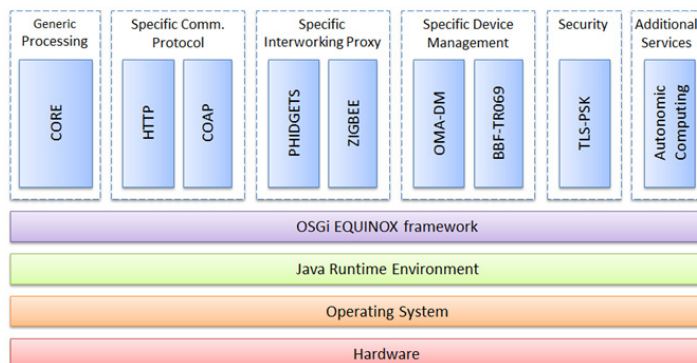 Generic
Processing
Specific Comm.
Protocol
Specific
Interworking Proxy
Specific Device
Management
Security
Additional
Services
CORE
HTTP
COAP
PHIDGETS
ZIGBEE
OMA-DM
BBF-TR069
TLS-PSK
Autonomic
Computing
OSGi EQUINOX framework
Java Runtime Environment
Operating System
Hardware